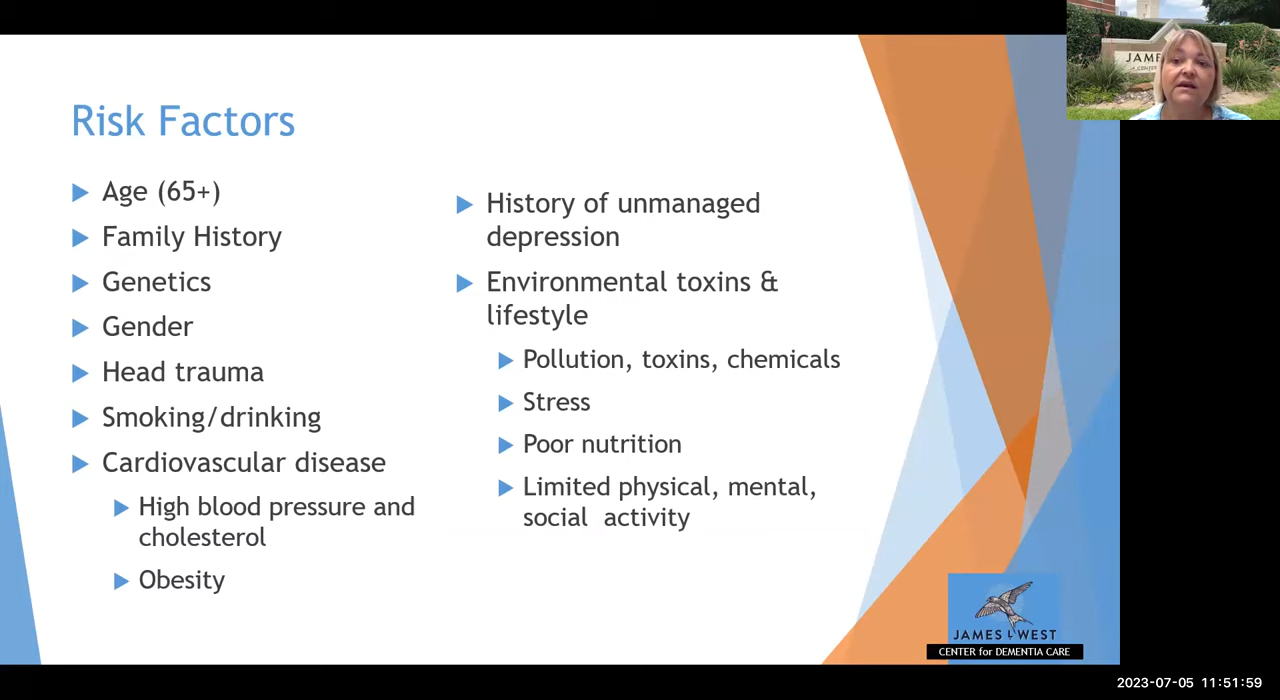 Risk Factors
Age (65+)
Family History
Genetics
Gender
Head trauma
Smoking/drinking
Cardiovascular disease
High blood pressure and
cholesterol
Obesity
History of unmanaged
depression
Environmental toxins &
lifestyle
Pollution, toxins, chemicals
Stress
Poor nutrition
Limited physical, mental,
social activity
JAME
JAMES L WEST
CENTER for DEMENTIA CARE
2023-07-05 11:51:59